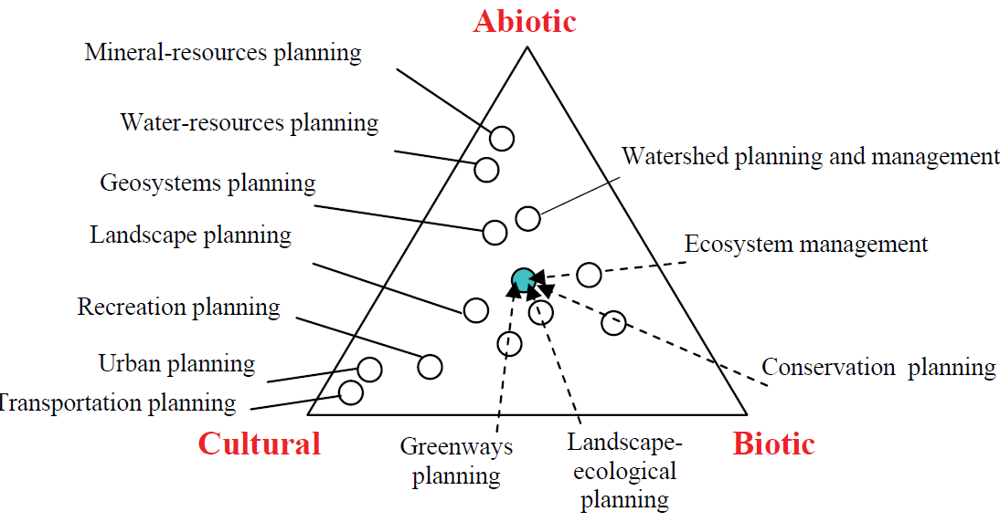 Abiotic
Mineral-resources planning
Water-resources planning
Watershed planning and management
Geosystems planning
Landscape planning
Ecosystem management
Recreation planning
Urban planning
Conservation planning
Transportation planning
Cultural
Biotic
Greenways
planning
Landscape-
ecological
planning